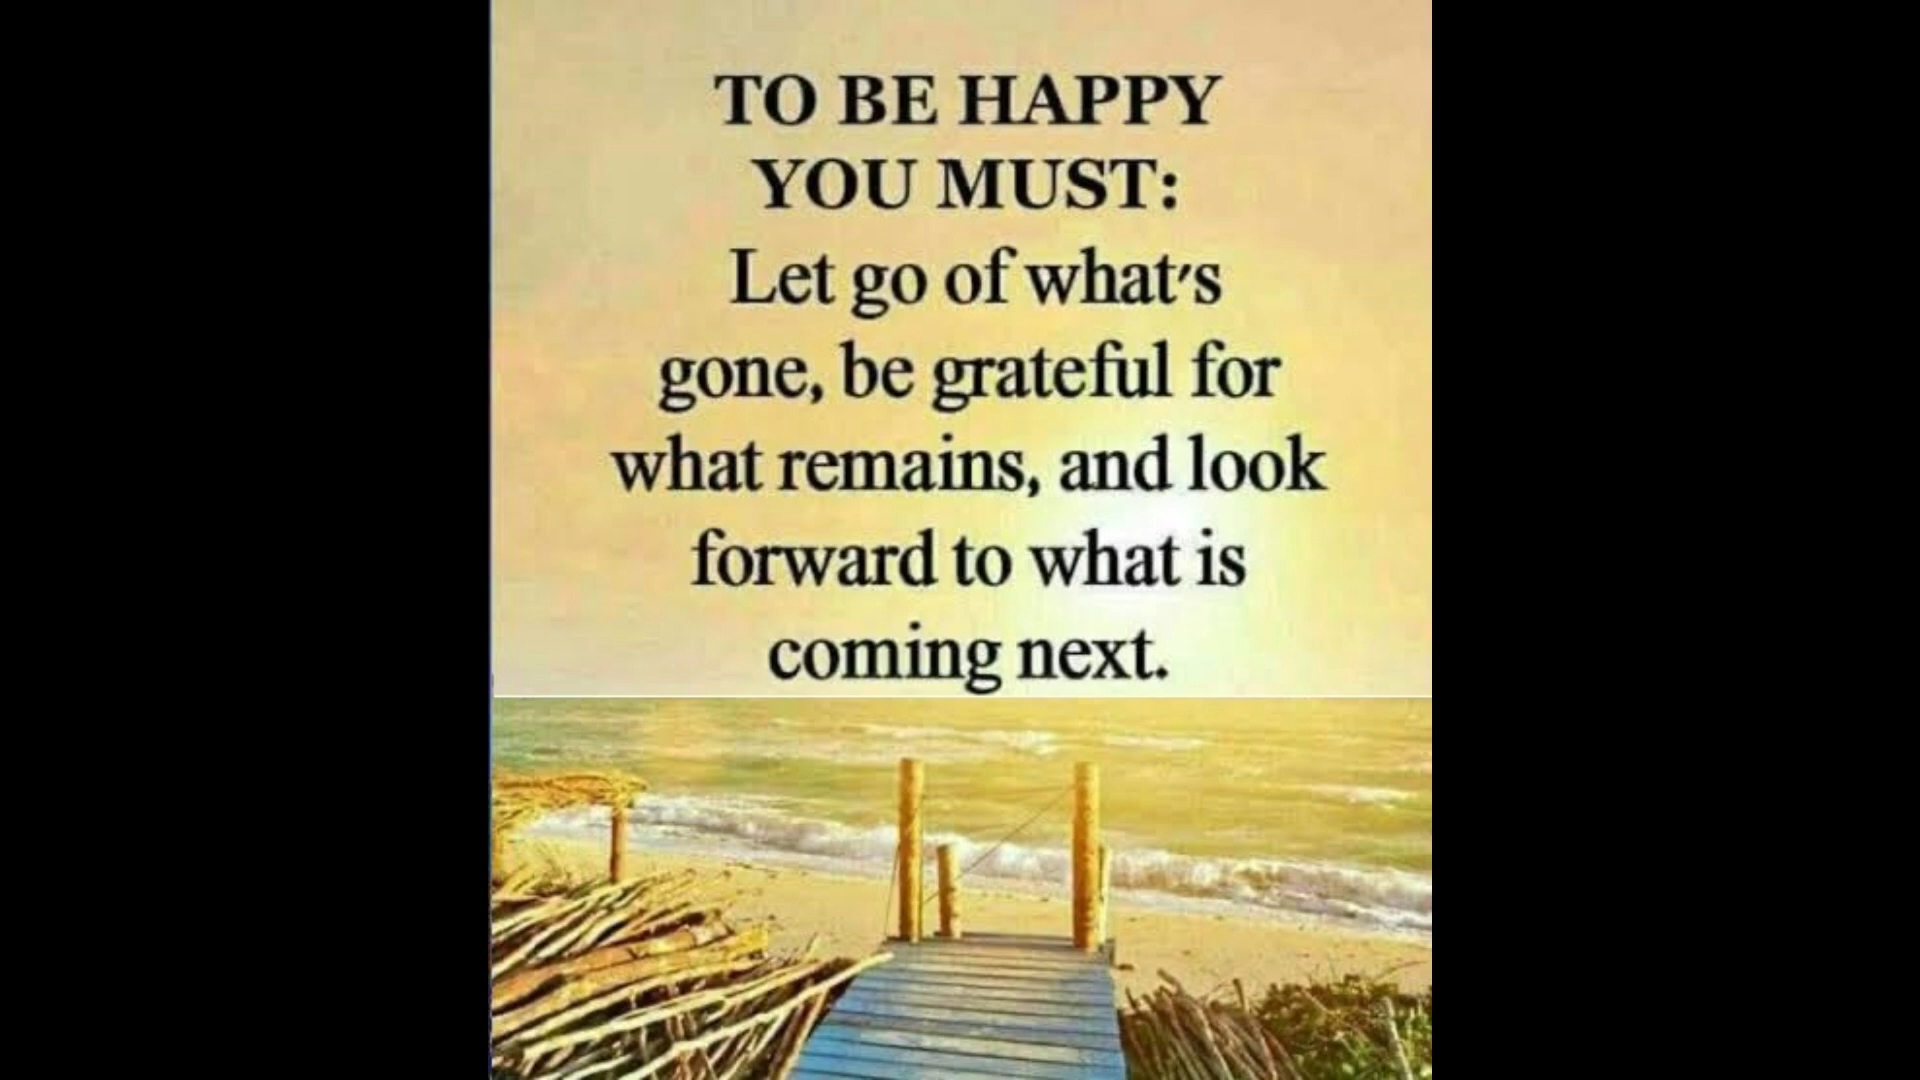 TO BE HAPPY
YOU MUST:
Let go of what's
gone, be grateful for
what remains, and look
forward to what is
coming next.